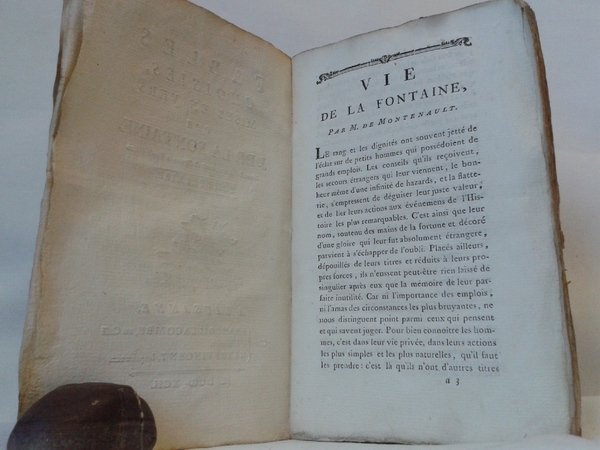 VIE
DE LA FONTAINE,
PAR M. DE MONTENAULT.
LE rang et les dignités ont souvent jetté de
l'éclat sur de petits hommes qui possédoient de
grands emplois. Les conseils qu'ils reçoivent,
les secours étrangers qui leur viennent, le bon-
heur même d'une infinité de hazards, et la flatte-
rie, s'empressent de déguiser leur juste valeur,
et de lier leurs actions aux événemens de l'His-
toire les plus remarquables. C'est ainsi que leur
nom, soutenu des mains de la fortune et décoré
d'une gloire qui leur fut absolument étrangere,
parvient à s'échapper de l'oubli. Placés ailleurs,
dépouillés de leurs titres et réduits à leurs pro-
pres forces, ils n'eussent peut-être rien laissé de
singulier après eux que la memoire de leur par-
faite inutilité. Car ni l'importance des emplois,
ni l'amas des circonstances les plus bruyantes, ne
nous distinguent point parmi ceux qui pensent
et qui savent juger. Pour bien connoitre les hom-
mes, c'est dans leur vie privée, dans leurs actions
les plus simples et les plus naturelles, qu'il faut
les prendre: c'est là qu'ils n'ont d'autres titres
a 3